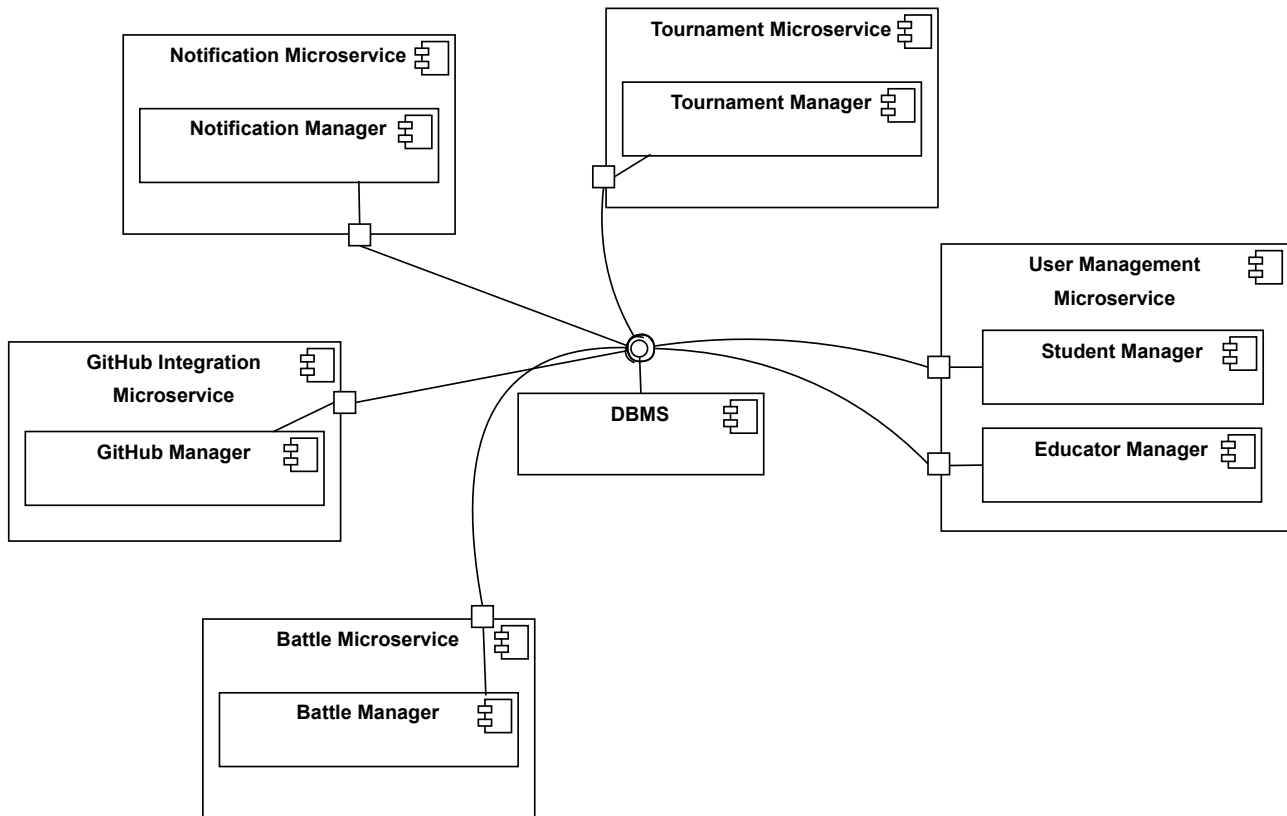 Notification Microservice
Notification Manager
Tournament Microservice
Tournament Manager
User Management
Microservice
Student Manager
Educator Manager
GitHub Integration
Microservice
GitHub Manager
DBMS
Battle Microservice
Battle Manager